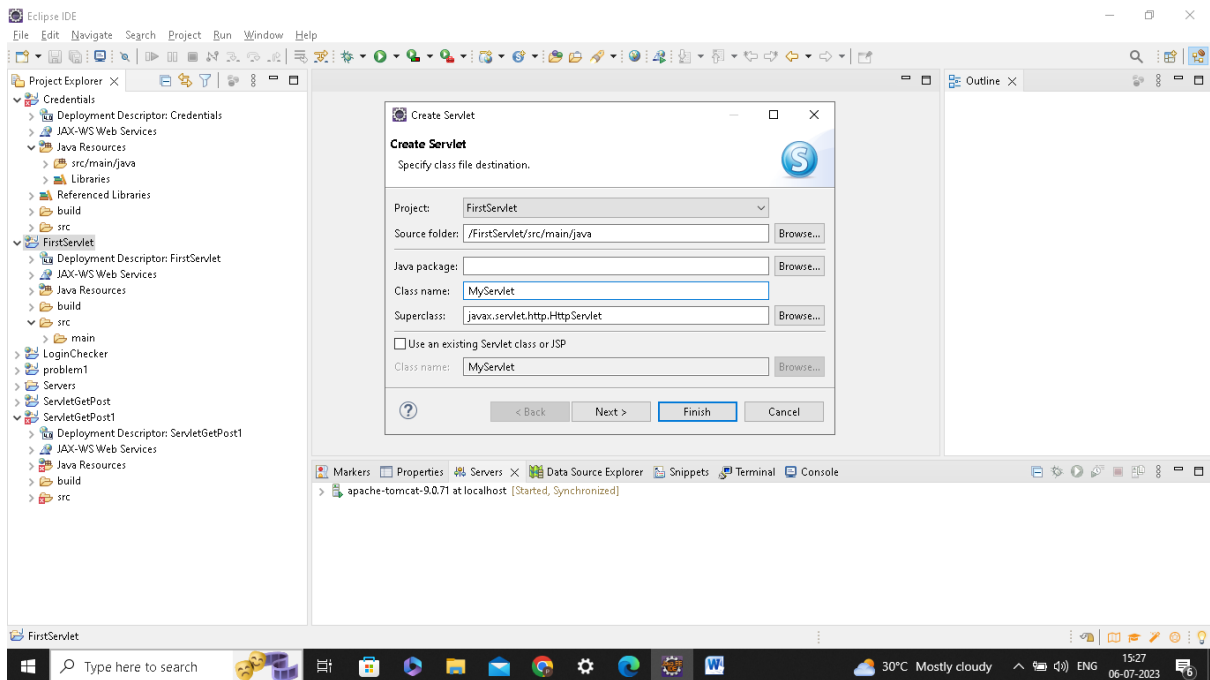 Eclipse IDE
File Edit Navigate Search Project Run Window Help
Project Explorer
Credentials
Deployment Descriptor: Credentials
JAX-WS Web Services
Java Resources
src/main/java
Libraries
Referenced Libraries
build
src
FirstServlet
Deployment Descriptor: FirstServlet
JAX-WS Web Services
Java Resources
build
src
main
LoginChecker
problem1
Servers
ServletGetPost
ServletGetPost1
Deployment Descriptor: ServletGetPost1
JAX-WS Web Services
Java Resources
build
src
Outline
Create Servlet
Create Servlet
Specify class file destination.
S
Project: FirstServlet
Source folder: /FirstServlet/src/main/java Browse...
Java package: Browse...
Class name: MyServlet
Superclass: javax.servlet.http.HttpServlet Browse...
Use an existing Servlet class or JSP
Class name: MyServlet Browse...
? < Back Next > Finish Cancel
Markers Properties Servers Data Source Explorer Snippets Terminal Console
apache-tomcat-9.0.71 at localhost [Started, Synchronized]
FirstServlet
Type here to search
W
30°C Mostly cloudy ENG
15:27
06-07-2023
6